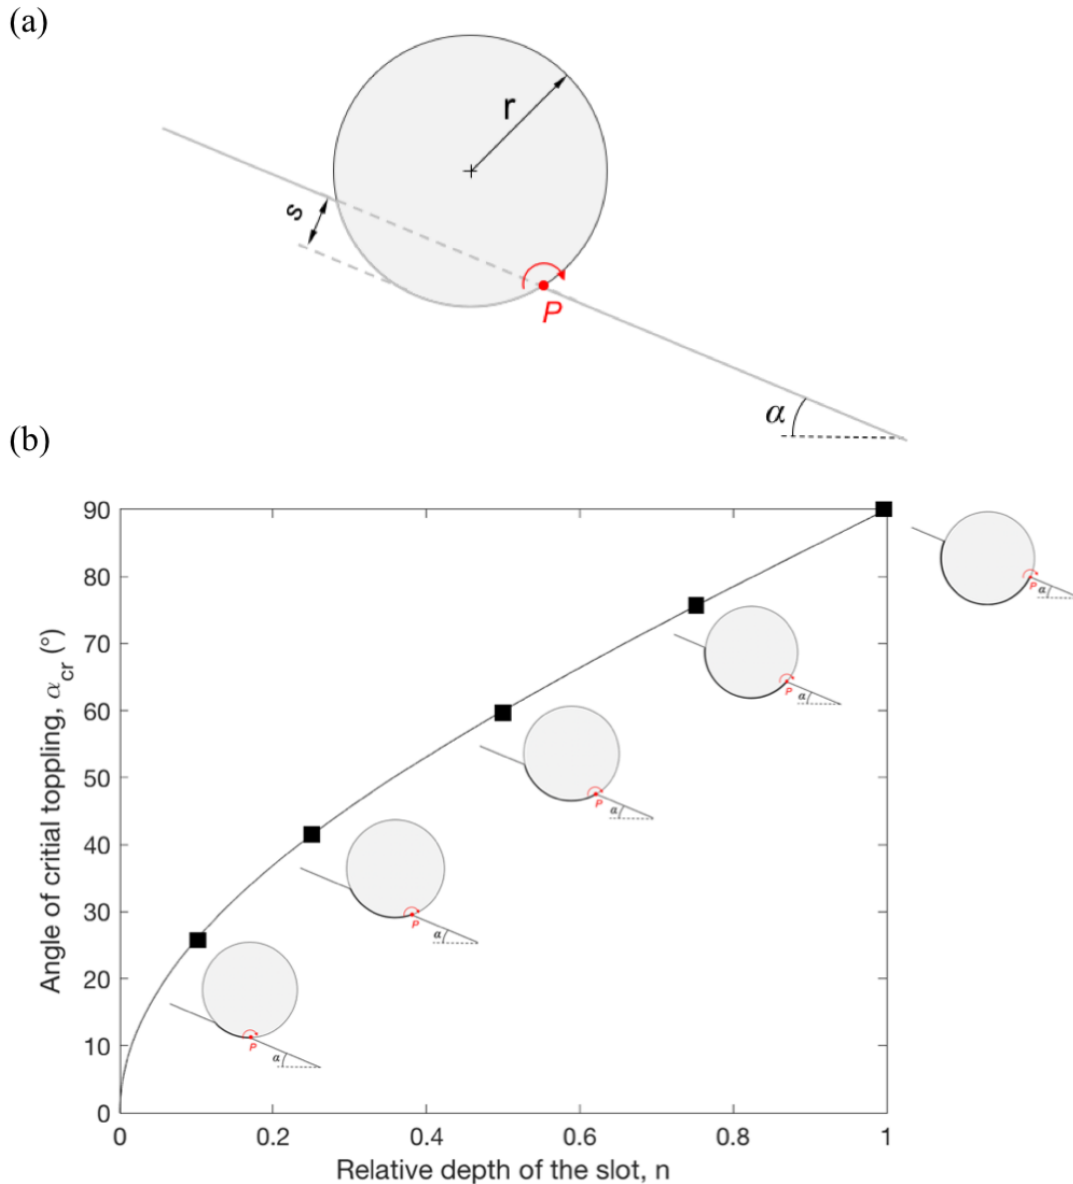 (a)
r
s
P
α
(b)
90
80
70
60
50
40
30
20
10
0
Angle of critial toppling, α_cr (°)
P
α
P
α
P
α
P
α
P
α
0
0.2
0.4
0.6
0.8
1
Relative depth of the slot, n